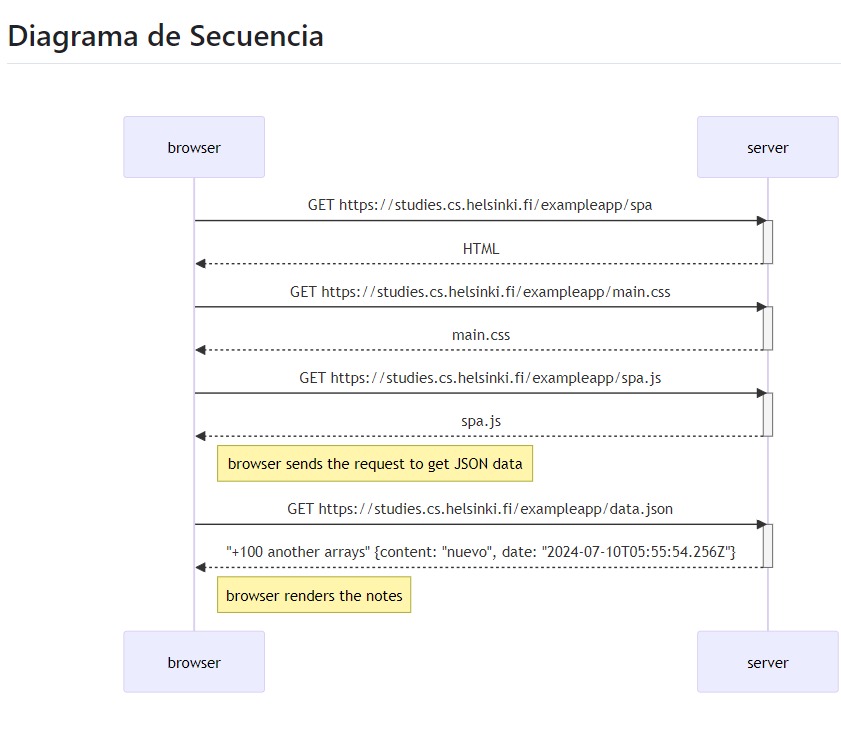 Diagrama de Secuencia
browser
server
GET https://studies.cs.helsinki.fi/exampleapp/spa
HTML
GET https://studies.cs.helsinki.fi/exampleapp/main.css
main.css
GET https://studies.cs.helsinki.fi/exampleapp/spa.js
spa.js
browser sends the request to get JSON data
GET https://studies.cs.helsinki.fi/exampleapp/data.json
"+100 another arrays" {content: "nuevo", date: "2024-07-10T05:55:54.256Z"}
browser renders the notes
browser
server